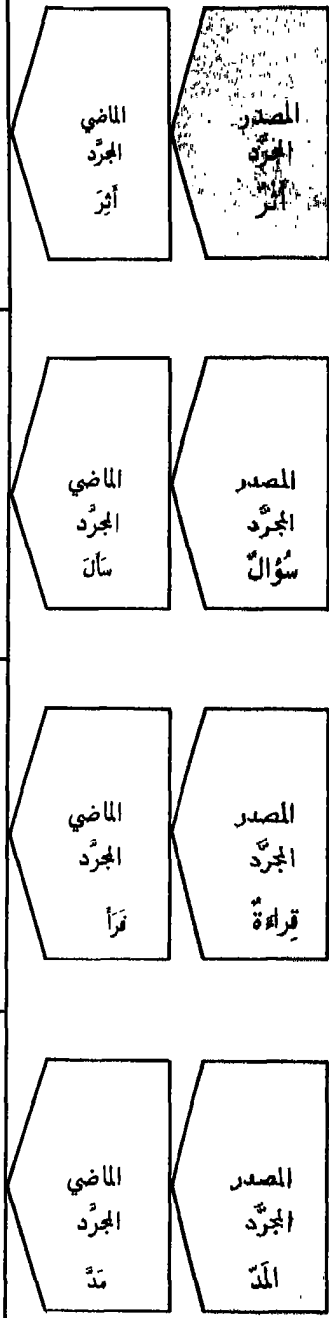 المصدر
المجرَّد
أثر
الماضي
المجرَّد
أَثِرَ
المصدر
المجرَّد
سُؤالٌ
الماضي
المجرَّد
سَأَلَ
المصدر
المجرَّد
قِراءةٌ
الماضي
المجرَّد
قَرَأَ
المصدر
المجرَّد
المَدّ
الماضي
المجرَّد
مَدَّ